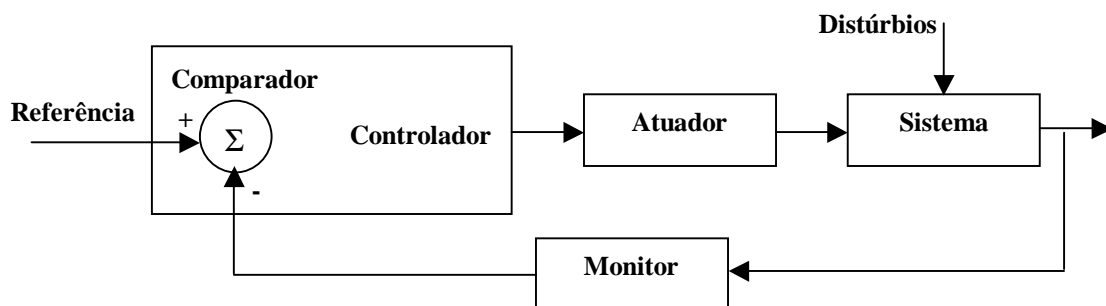 Distúrbios
Comparador
Referência
+
Σ
Controlador
Atuador
Sistema
-
Monitor